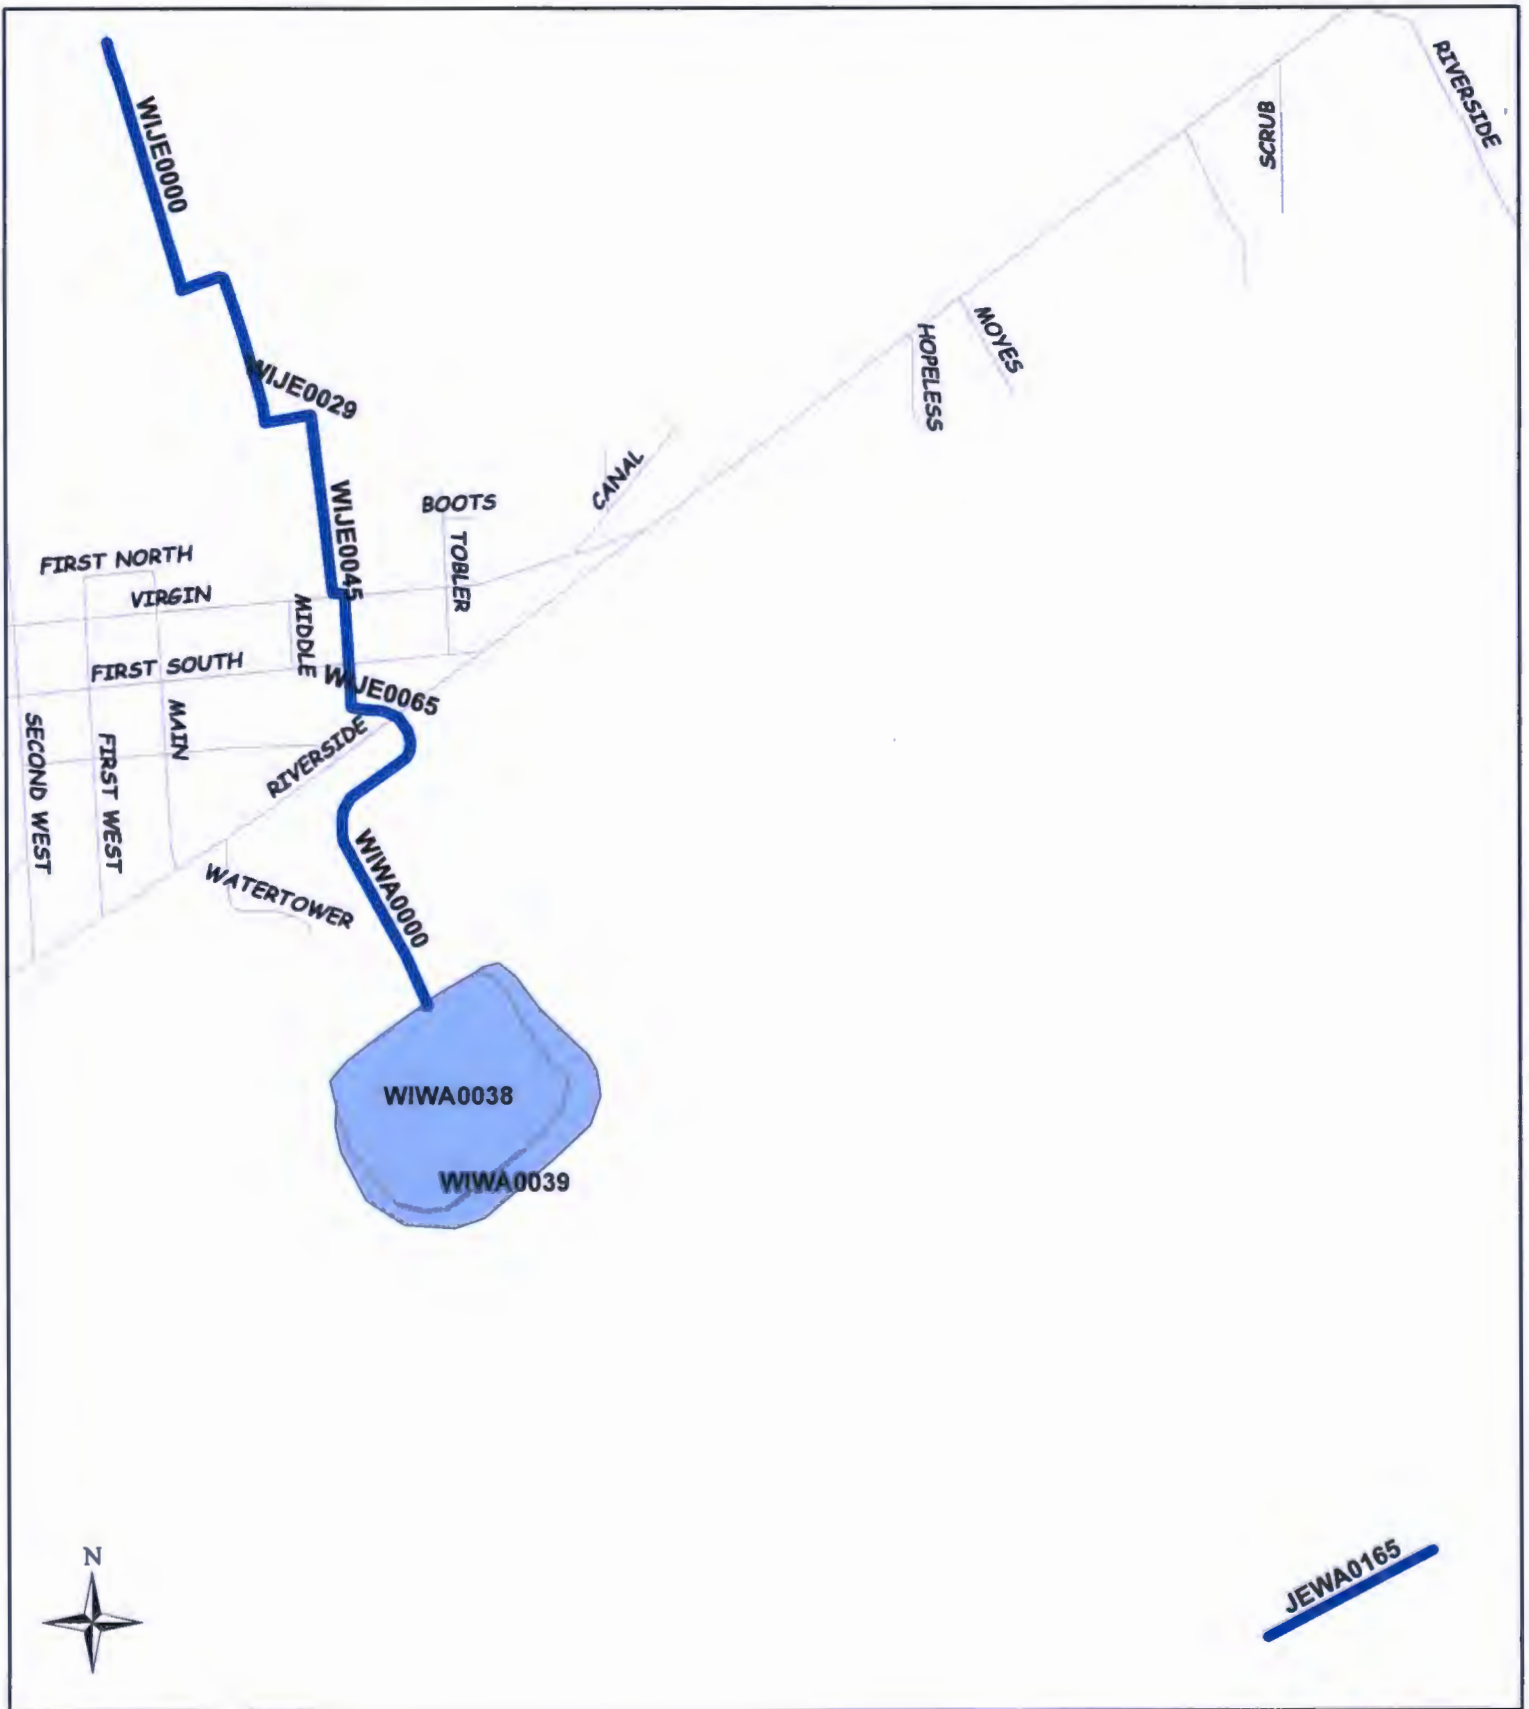 RIVERSIDE
SCRUB
WIJE0000
MOYES
HOPELESS
WIJE0029
CANAL
BOOTS
WIJE0045
TOBLER
FIRST NORTH
VIRGIN
MIDDLE
FIRST SOUTH
WIJE0065
MAIN
SECOND WEST
FIRST WEST
RIVERSIDE
WATERTOWER
WIWA0000
WIWA0038
WIWA0039
N
JEWA0165